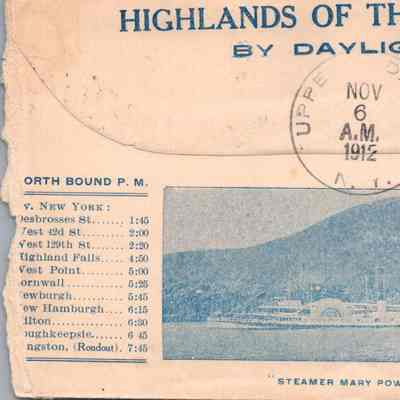 HIGHLANDS OF TH
BY DAYLIG
UPPE
NOV
6
A.M.
1912
N.Y.
ORTH BOUND P. M.
v. NEW YORK:
esbrosses St....... 1:45
Vest 42d St......... 2:00
Vest 129th St....... 2:20
Highland Falls.... 4:50
West Point......... 5:00
ornwall............. 5:25
ewburgh.......... 5:45
ew Hamburgh.... 6:15
ilton............... 6:30
oughkeepsie....... 6 45
ngston, (Rondout). 7:45
STEAMER MARY POW